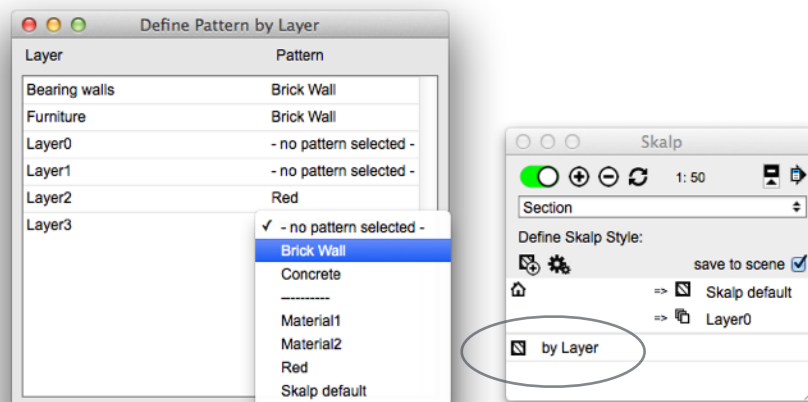 Define Pattern by Layer
Layer Pattern
Bearing walls Brick Wall
Furniture Brick Wall
Layer0 - no pattern selected -
Layer1 - no pattern selected -
Layer2 Red
Layer3
✓ - no pattern selected -
Brick Wall
Concrete
----------
Material1
Material2
Red
Skalp default
Skalp
1: 50
Section
Define Skalp Style:
save to scene
=> Skalp default
=> Layer0
by Layer